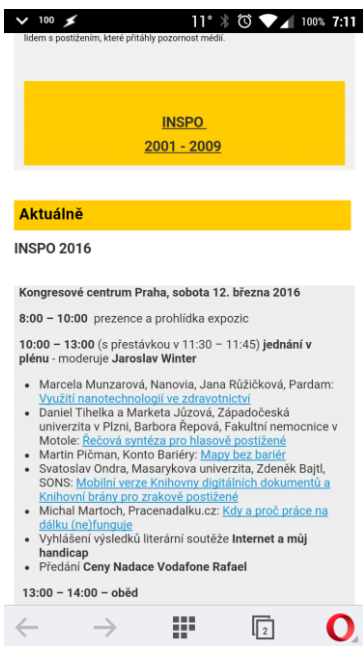 100 11° 100% 7:11
lidem s postižením, které přitáhly pozornost médií.
INSPO
2001 - 2009
Aktuálně
INSPO 2016
Kongresové centrum Praha, sobota 12. března 2016
8:00 – 10:00 prezence a prohlídka expozic
10:00 – 13:00 (s přestávkou v 11:30 – 11:45) jednání v
plénu - moderuje Jaroslav Winter
• Marcela Munzarová, Nanovia, Jana Růžičková, Pardam:
Využití nanotechnologií ve zdravotnictví
• Daniel Tihelka a Marketa Jůzová, Západočeská
univerzita v Plzni, Barbora Řepová, Fakultní nemocnice v
Motole: Řečová syntéza pro hlasově postižené
• Martin Pičman, Konto Bariéry: Mapy bez bariér
• Svatoslav Ondra, Masarykova univerzita, Zdeněk Bajtl,
SONS: Mobilní verze Knihovny digitálních dokumentů a
Knihovní brány pro zrakově postižené
• Michal Martoch, Pracenadalku.cz: Kdy a proč práce na
dálku (ne)funguje
• Vyhlášení výsledků literární soutěže Internet a můj
handicap
• Předání Ceny Nadace Vodafone Rafael
13:00 – 14:00 – oběd
2